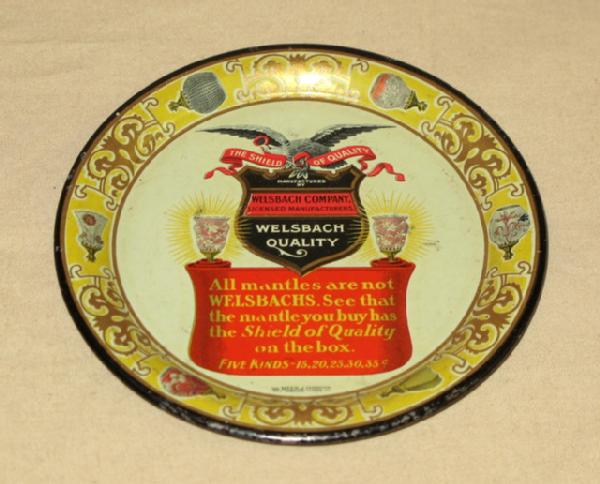 THE SHIELD OF QUALITY
MANUFACTURED
BY
WELSBACH COMPANY.
LICENSED MANUFACTURERS
WELSBACH
QUALITY
All mantles are not
WELSBACHS. See that
the mantle you buy has
the Shield of Quality
on the box.
FIVE KINDS-15,20,25,30,35¢